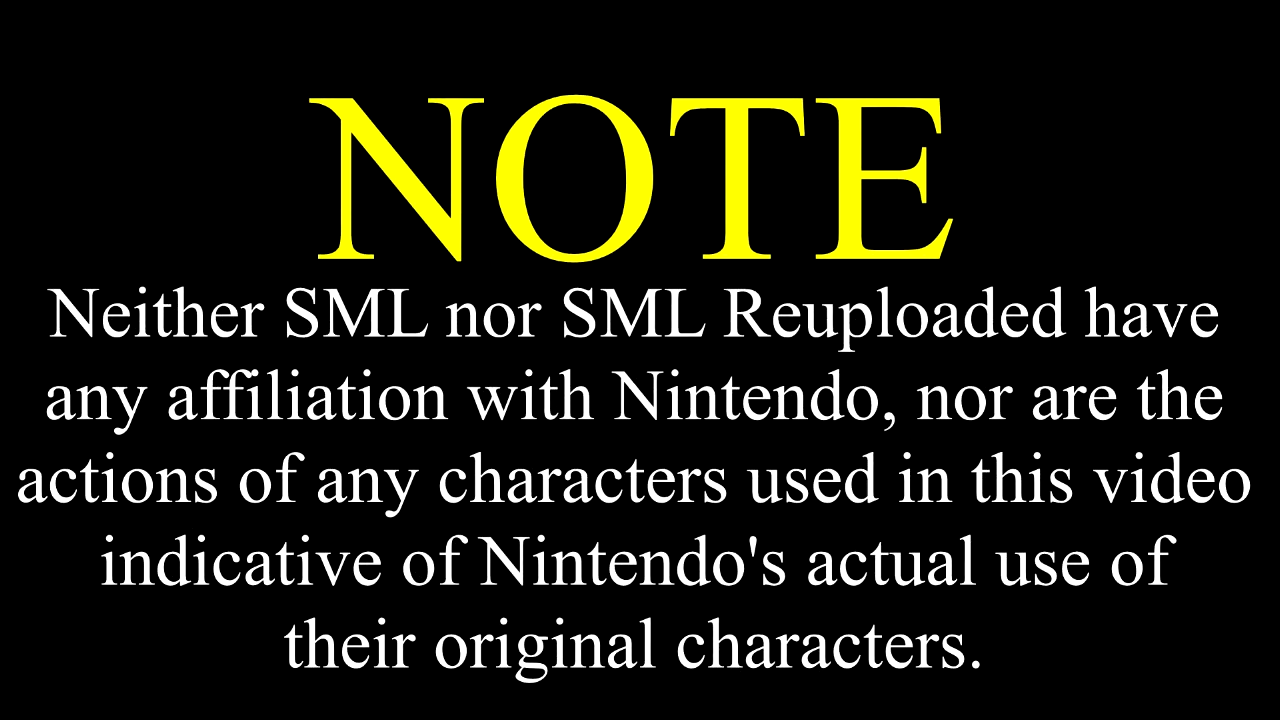 NOTE
Neither SML nor SML Reuploaded have
any affiliation with Nintendo, nor are the
actions of any characters used in this video
indicative of Nintendo's actual use of
their original characters.